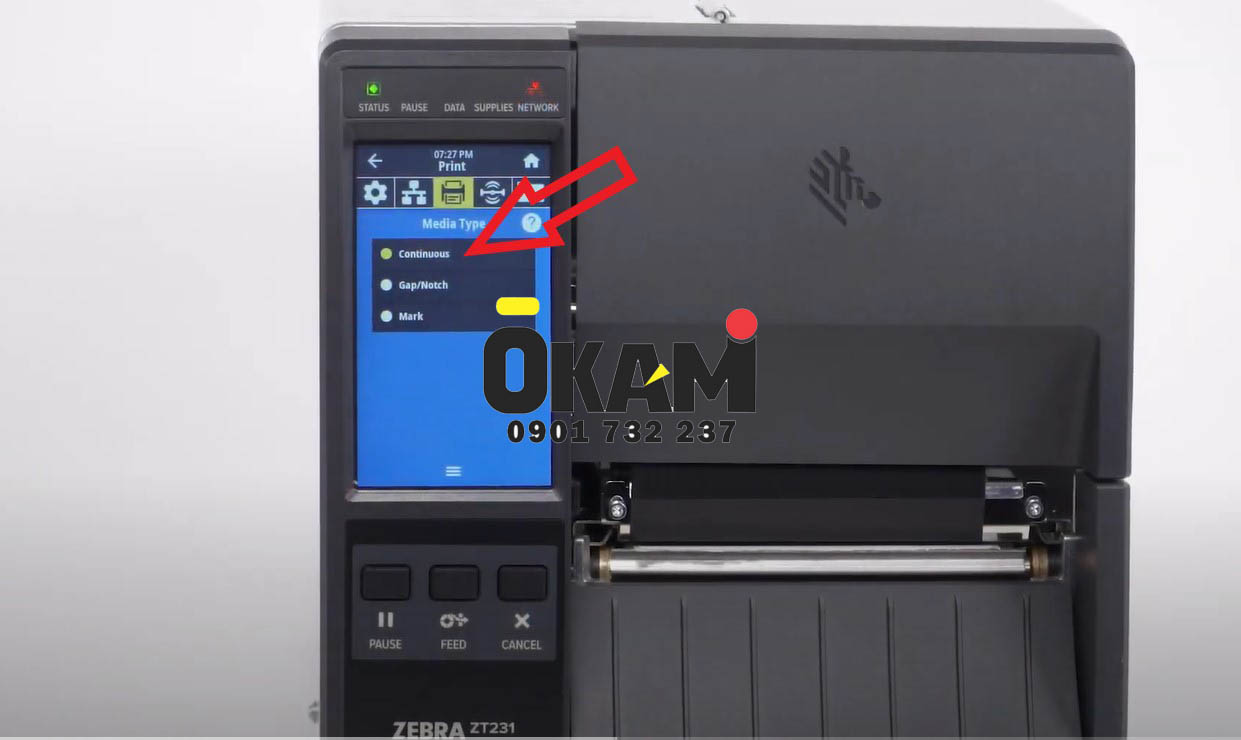 STATUS PAUSE DATA SUPPLIES NETWORK
07:27 PM
Print
Media Type ?
Continuous
Gap/Notch
Mark
OKAM
0901 732 237
PAUSE FEED CANCEL
ZEBRA ZT231